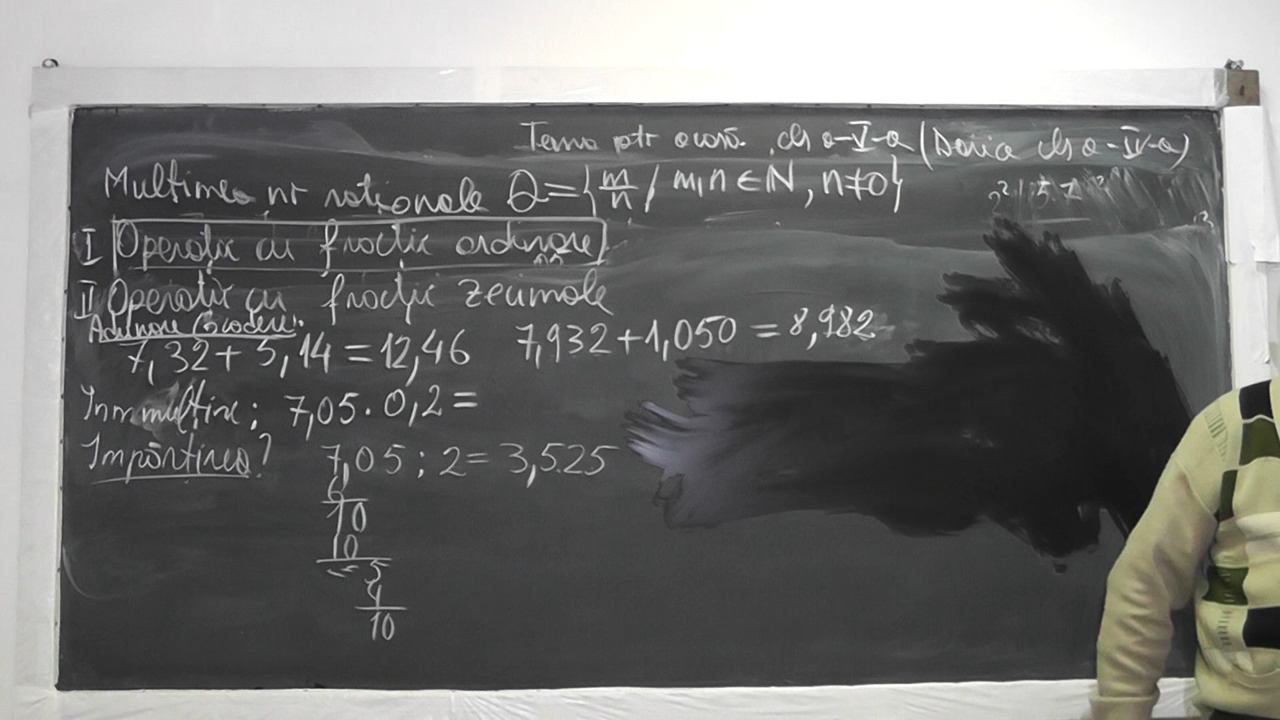 Tema ptr acasă cls a-V-a (Daria cls a-IV-a)
Multimea nr rationale Q={m/n / m,n∈N, n≠0}
I Operatii cu fractii ordinare
II Operatii cu fractii zecimale
Adunare/Scadere:
7,32+5,14=12,46 7,932+1,050=8,982
Inmultire: 7,05·0,2=
Impărtirea? 7,05:2=3,525
6
10
10
5
4
10